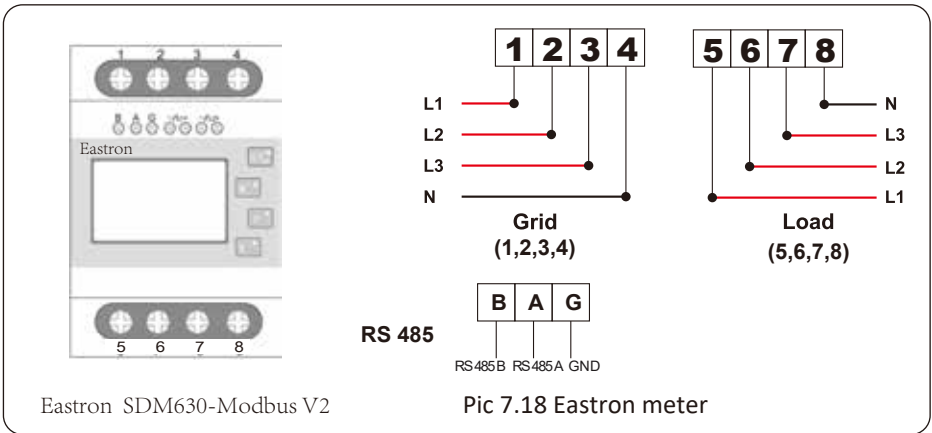 1 2 3 4
B A G
Eastron
5 6 7 8
Eastron SDM630-Modbus V2
1 2 3 4
L1
L2
L3
N
Grid
(1,2,3,4)
5 6 7 8
N
L3
L2
L1
Load
(5,6,7,8)
RS 485
B A G
RS485B RS485A GND
Pic 7.18 Eastron meter